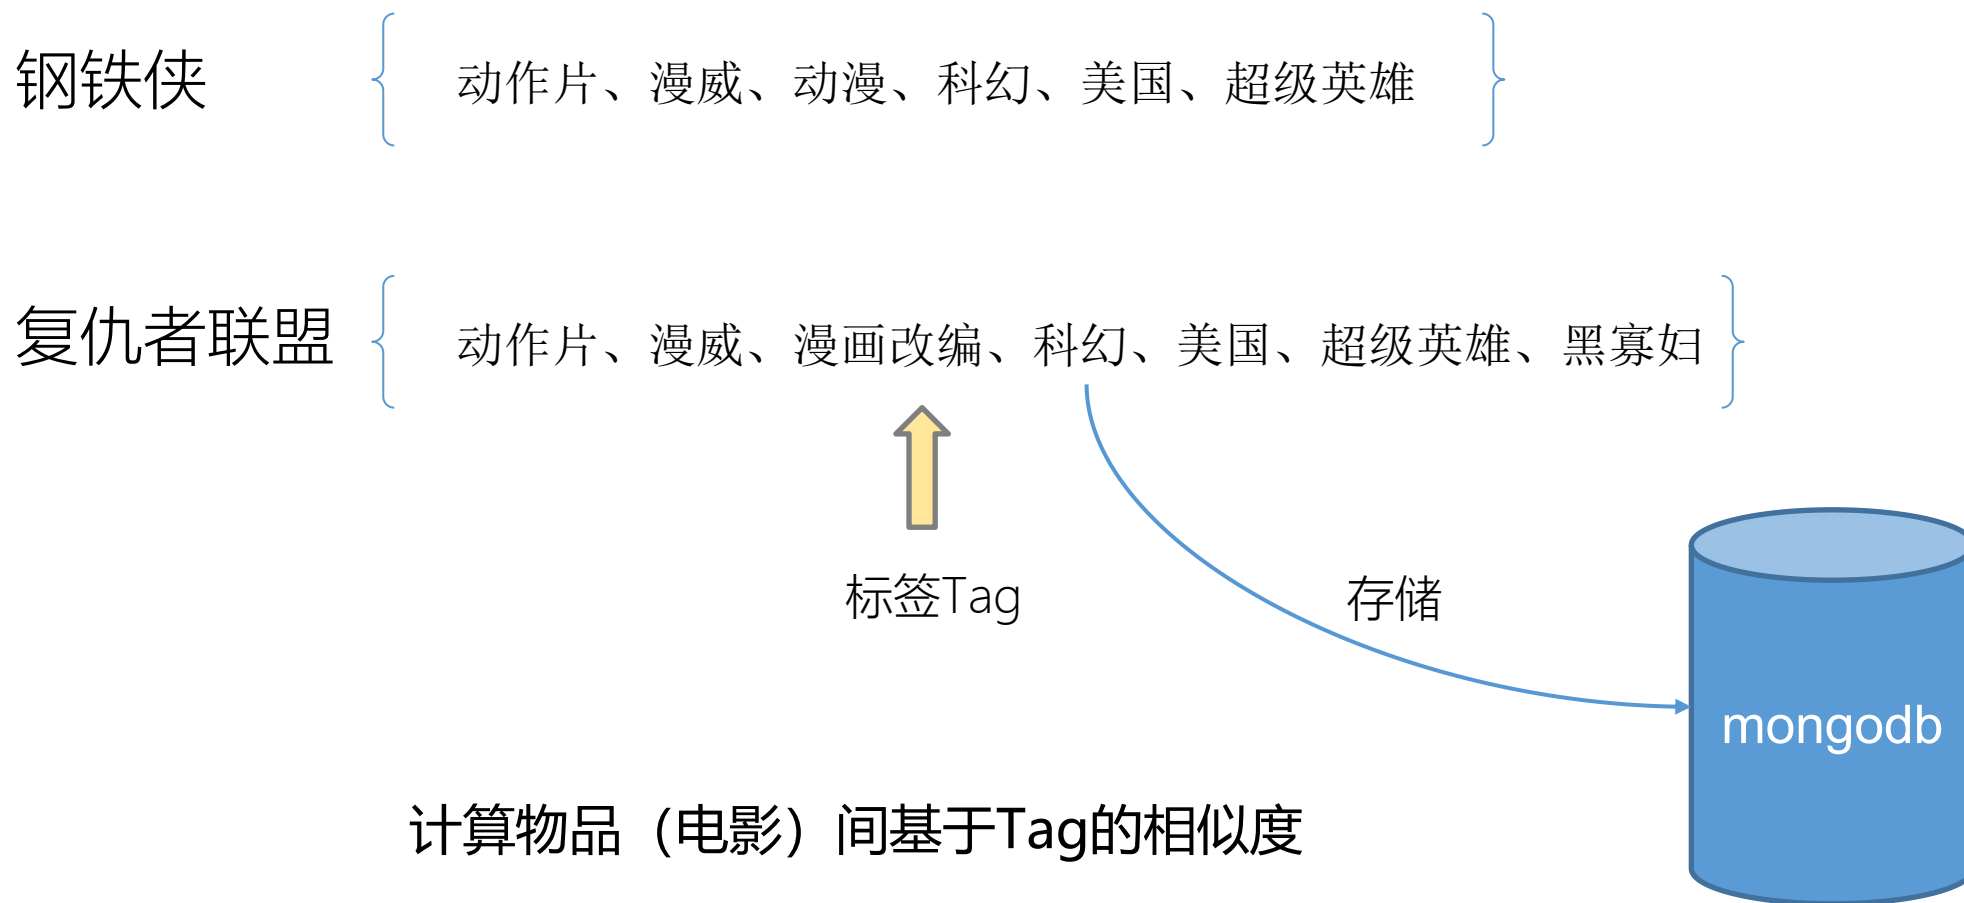 钢铁侠
动作片、漫威、动漫、科幻、美国、超级英雄
复仇者联盟
动作片、漫威、漫画改编、科幻、美国、超级英雄、黑寡妇
标签Tag
存储
mongodb
计算物品（电影）间基于Tag的相似度